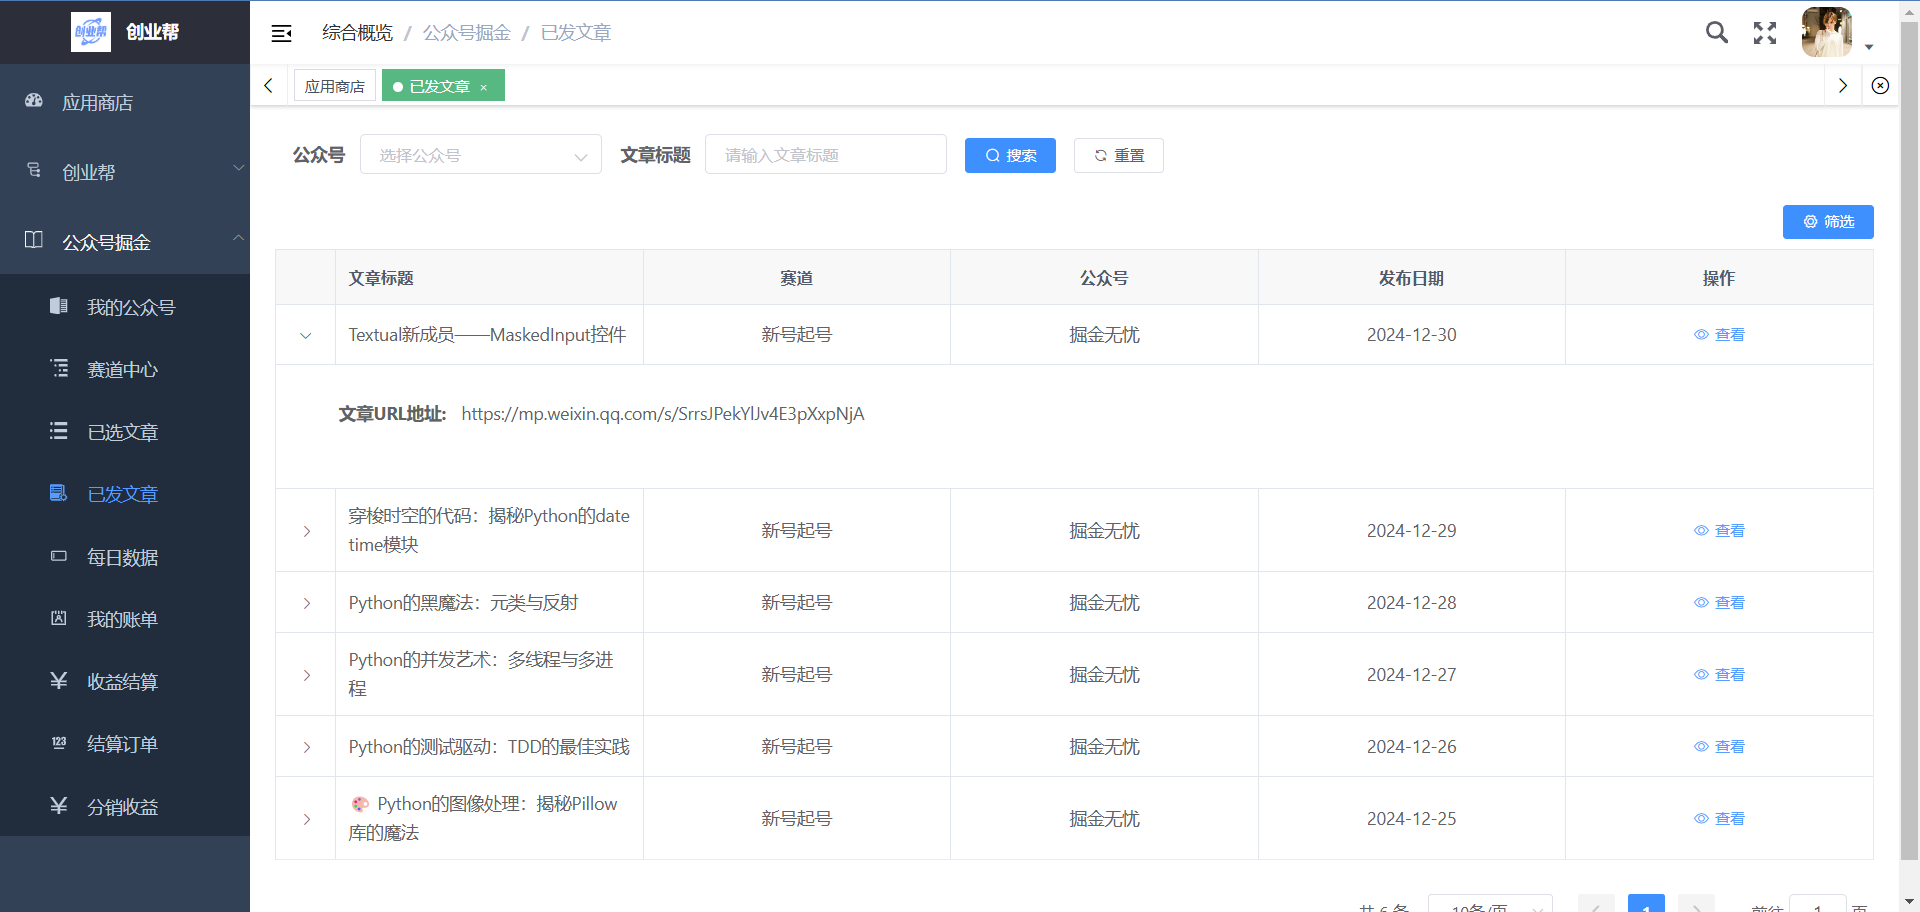 创业帮
创业帮
综合概览 / 公众号掘金 / 已发文章
应用商店
已发文章 ×
应用商店
创业帮
公众号掘金
我的公众号
赛道中心
已选文章
已发文章
每日数据
我的账单
收益结算
123 结算订单
分销收益
公众号 选择公众号 文章标题 请输入文章标题 搜索 重置
筛选
文章标题 赛道 公众号 发布日期 操作
Textual新成员——MaskedInput控件 新号起号 掘金无忧 2024-12-30 查看
文章URL地址: https://mp.weixin.qq.com/s/SrrsJPekYlJv4E3pXxpNjA
穿梭时空的代码：揭秘Python的date
time模块 新号起号 掘金无忧 2024-12-29 查看
Python的黑魔法：元类与反射 新号起号 掘金无忧 2024-12-28 查看
Python的并发艺术：多线程与多进
程 新号起号 掘金无忧 2024-12-27 查看
Python的测试驱动：TDD的最佳实践 新号起号 掘金无忧 2024-12-26 查看
🎨 Python的图像处理：揭秘Pillow
库的魔法 新号起号 掘金无忧 2024-12-25 查看
共 6 条 10条/页 1 前往 1 页